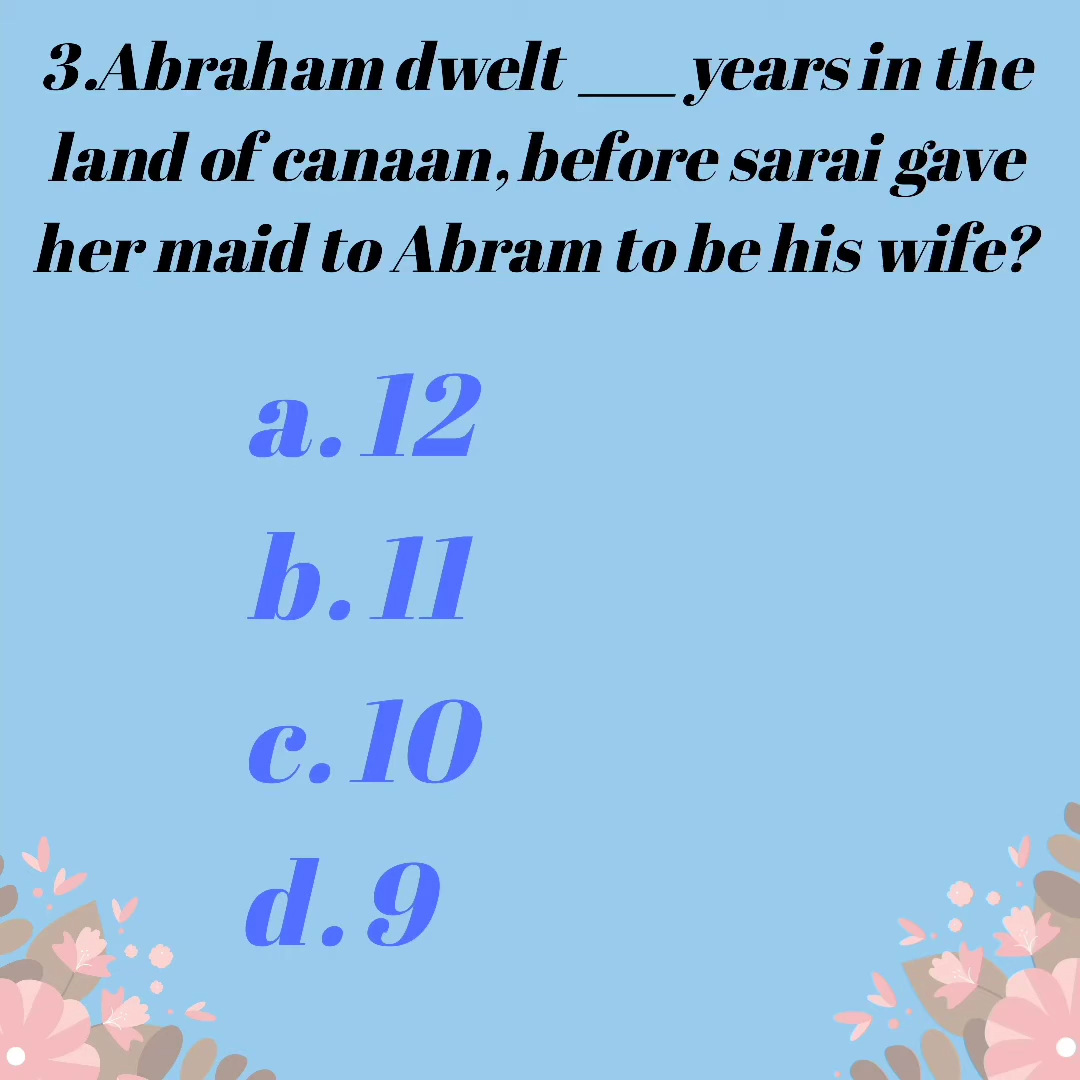 3.Abraham dwelt ___ years in the
land of canaan, before sarai gave
her maid to Abram to be his wife?
a. 12
b. 11
c. 10
d. 9